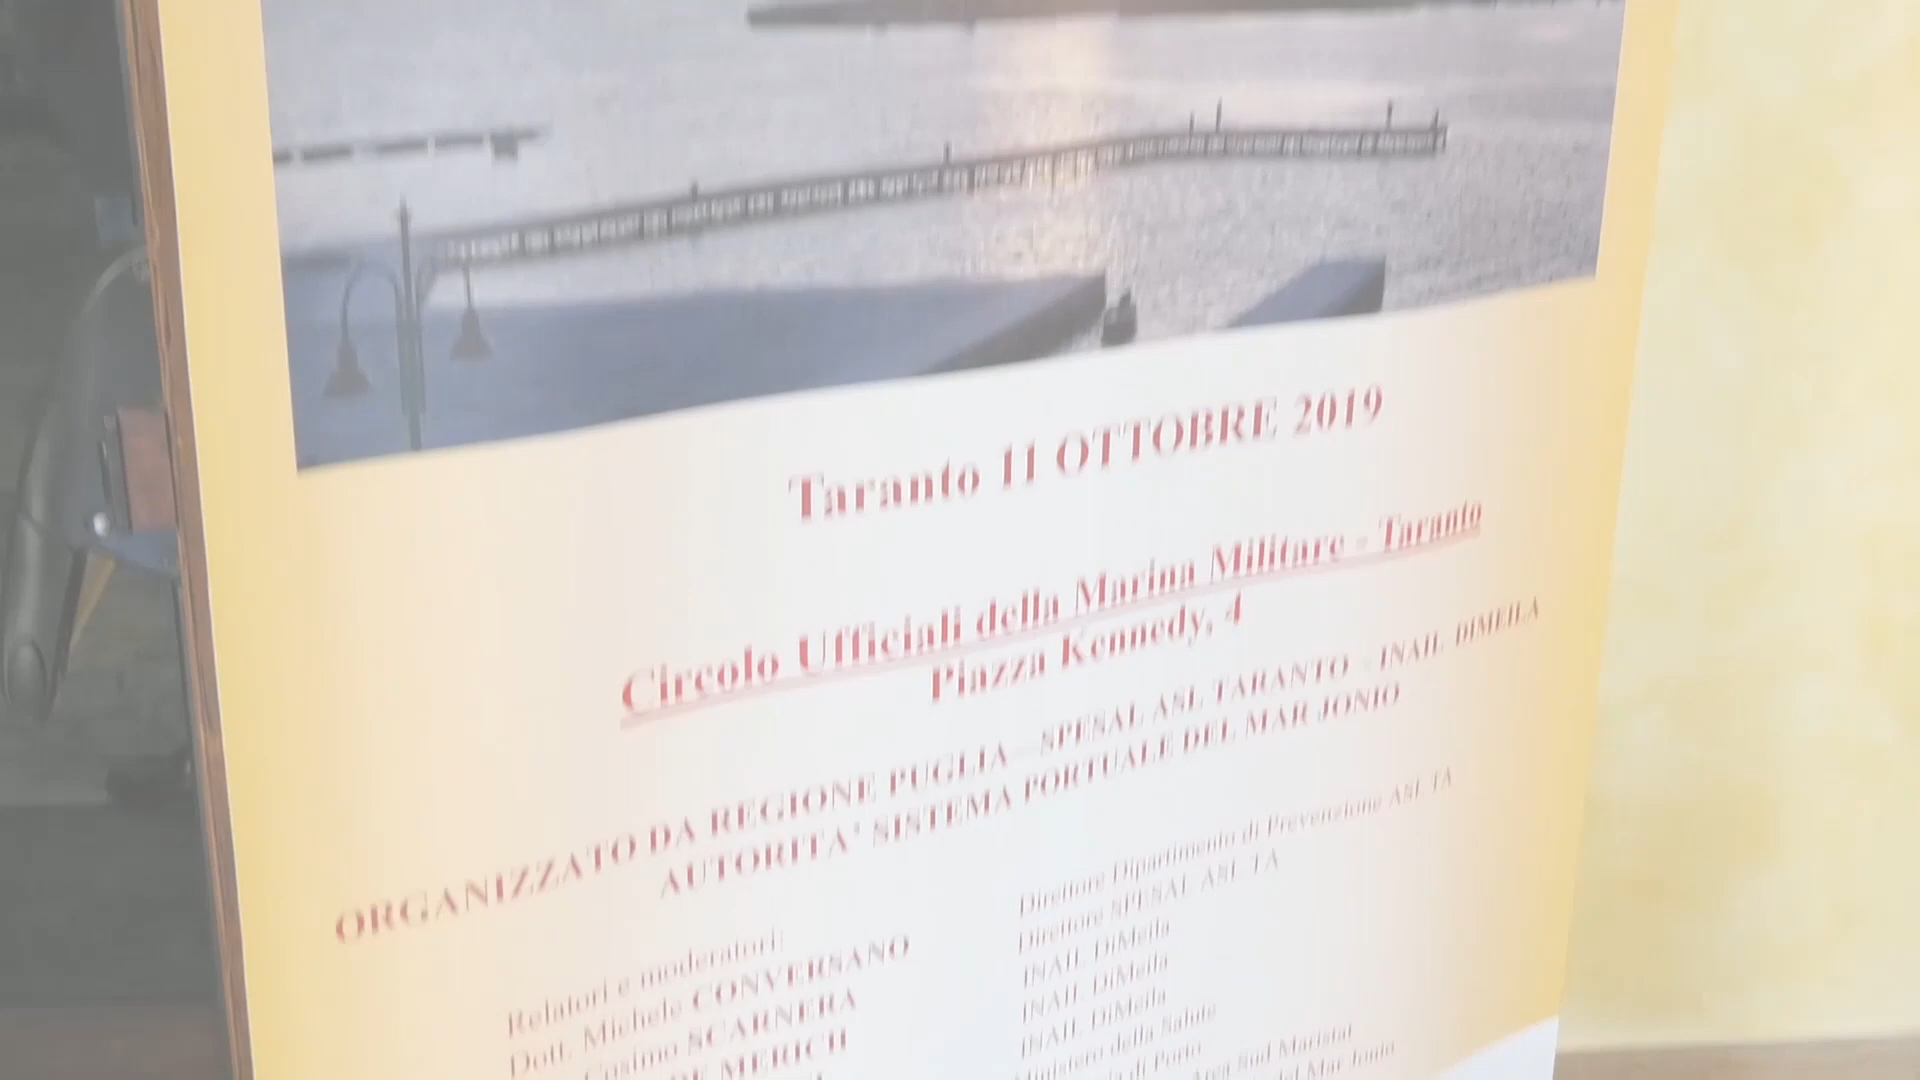 Taranto 11 OTTOBRE 2019
Circolo Ufficiali della Marina Militare - Taranto
Piazza Kennedy, 4
ORGANIZZATO DA REGIONE PUGLIA – SPESAL ASL TARANTO - INAIL DIMEILA
AUTORITA' SISTEMA PORTUALE DEL MAR JONIO
Relatori e moderatori:
Dott. Michele CONVERSANO Direttore Dipartimento di Prevenzione ASL TA
Cosimo SCARNERA Direttore SPESAL ASL TA
DE MERICH INAIL DiMeila
INAIL DiMeila
INAIL DiMeila
Ministero della Salute
di Porto
Area Sud Maristat
del Mar Jonio